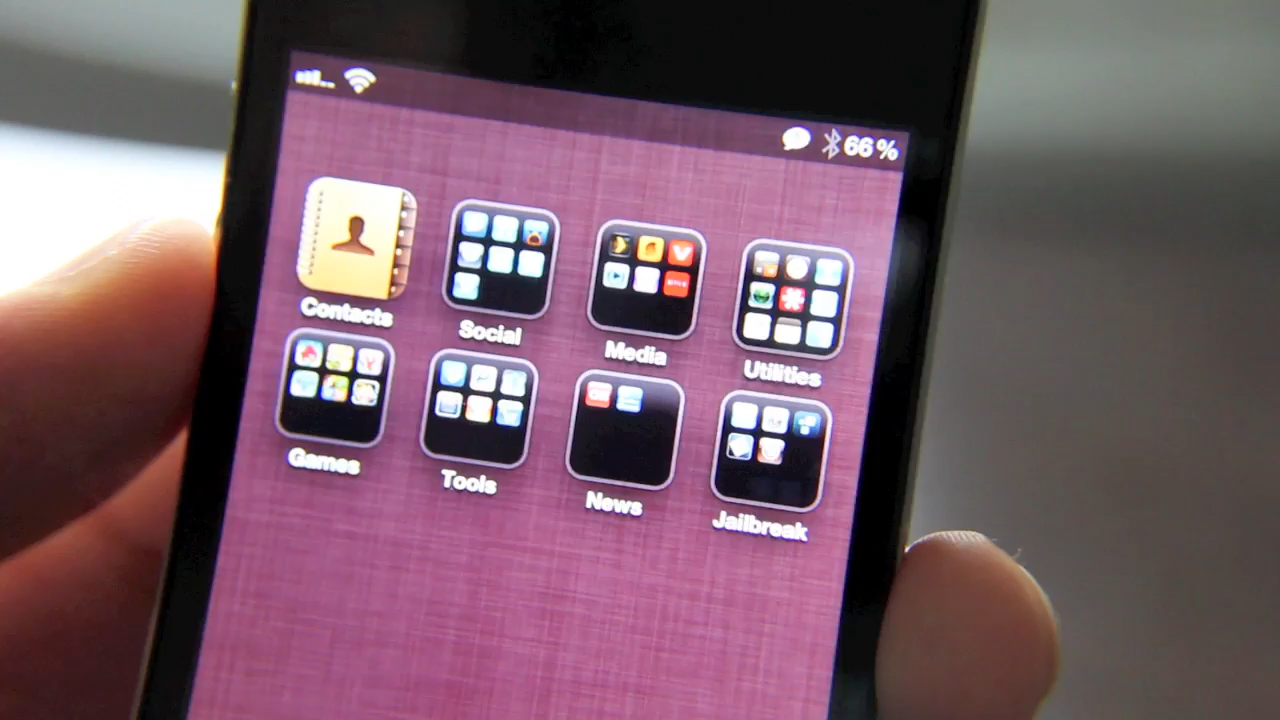 66%
Contacts
Social
Media
Utilities
Games
Tools
News
Jailbreak